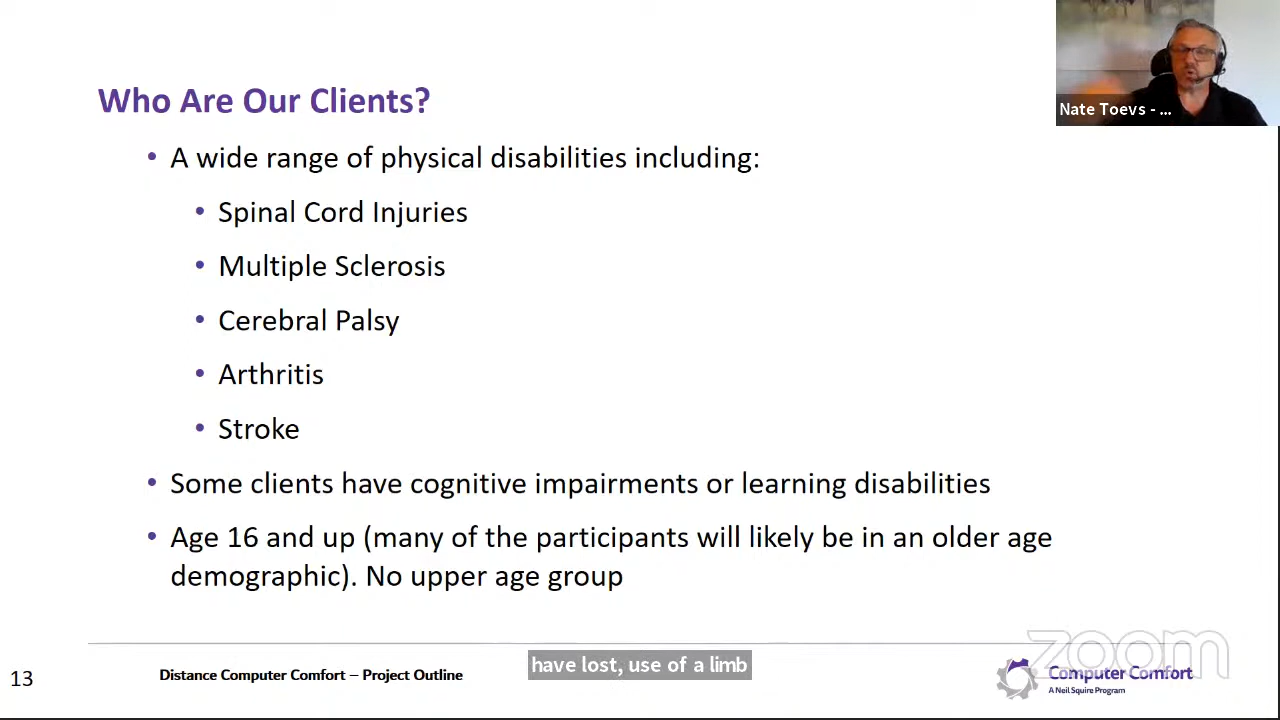 Who Are Our Clients?
• A wide range of physical disabilities including:
• Spinal Cord Injuries
• Multiple Sclerosis
• Cerebral Palsy
• Arthritis
• Stroke
• Some clients have cognitive impairments or learning disabilities
• Age 16 and up (many of the participants will likely be in an older age
demographic). No upper age group
Nate Toevs - ...
have lost, use of a limb
13
Distance Computer Comfort – Project Outline
zoom
Computer Comfort
A Neil Squire Program